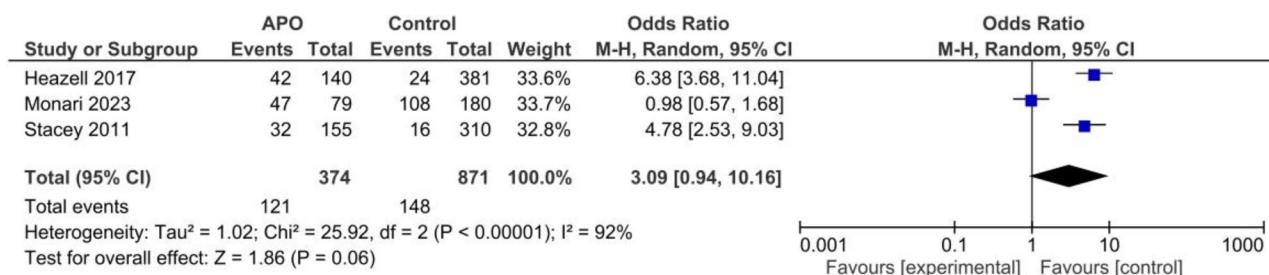 APO Control Odds Ratio Odds Ratio
Study or Subgroup Events Total Events Total Weight M-H, Random, 95% CI M-H, Random, 95% CI
Heazell 2017 42 140 24 381 33.6% 6.38 [3.68, 11.04]
Monari 2023 47 79 108 180 33.7% 0.98 [0.57, 1.68]
Stacey 2011 32 155 16 310 32.8% 4.78 [2.53, 9.03]
Total (95% CI) 374 871 100.0% 3.09 [0.94, 10.16]
Total events 121 148
Heterogeneity: Tau² = 1.02; Chi² = 25.92, df = 2 (P < 0.00001); I² = 92%
Test for overall effect: Z = 1.86 (P = 0.06)
0.001 0.1 1 10 1000
Favours [experimental] Favours [control]